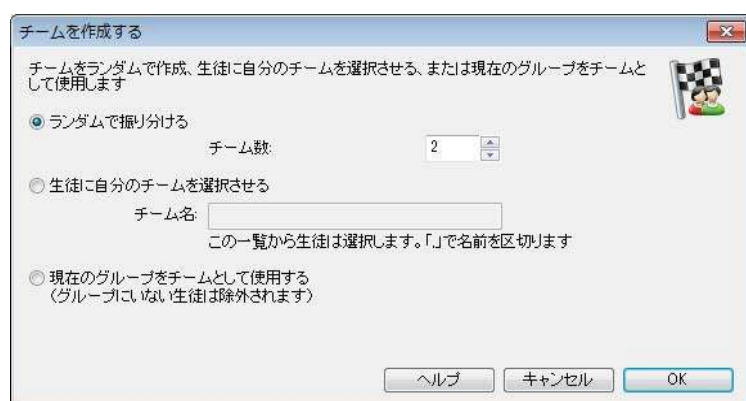 チームを作成する
チームをランダムで作成、生徒に自分のチームを選択させる、または現在のグループをチームと
して使用します
ランダムで振り分ける
チーム数:
2
生徒に自分のチームを選択させる
チーム名:
この一覧から生徒は選択します。「,」で名前を区切ります
現在のグループをチームとして使用する
(グループにいない生徒は除外されます)
ヘルプ
キャンセル
OK